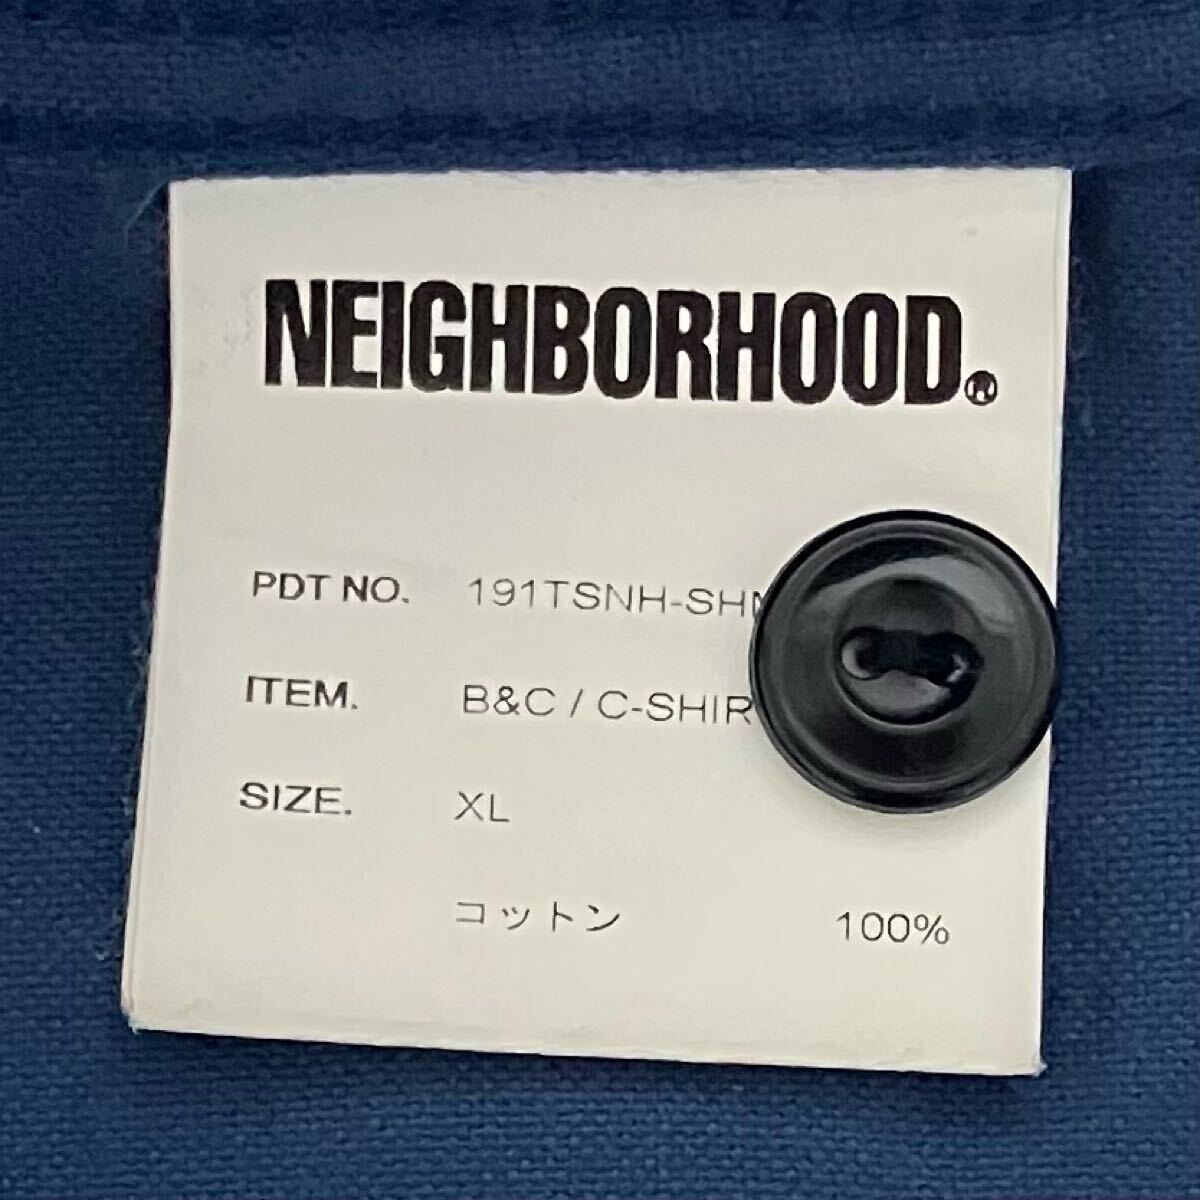 NEIGHBORHOOD®
PDT NO. 191TSNH-SH
ITEM. B&C / C-SHIR
SIZE. XL
コットン 100%